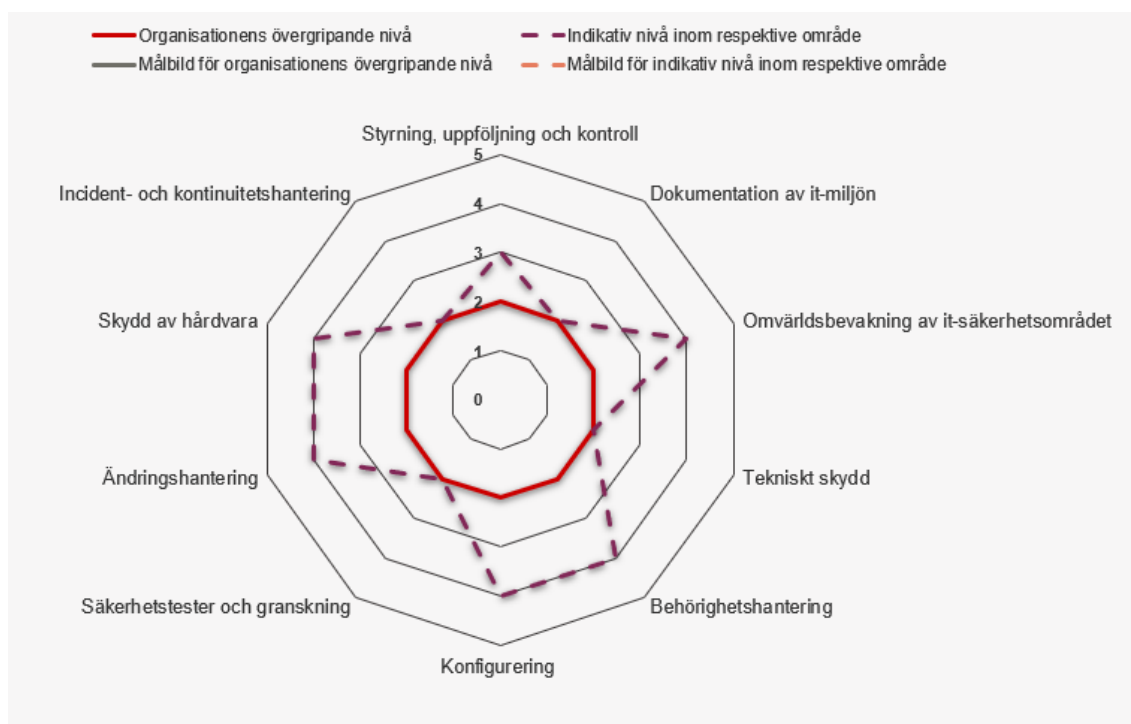 Organisationens övergripande nivå
Indikativ nivå inom respektive område
Målbild för organisationens övergripande nivå
Målbild för indikativ nivå inom respektive område
Styrning, uppföljning och kontroll
5
Incident- och kontinuitetshantering
Dokumentation av it-miljön
4
3
2
Skydd av hårdvara
Omvärldsbevakning av it-säkerhetsområdet
1
0
Ändringshantering
Tekniskt skydd
Säkerhetstester och granskning
Behörighetshantering
Konfigurering